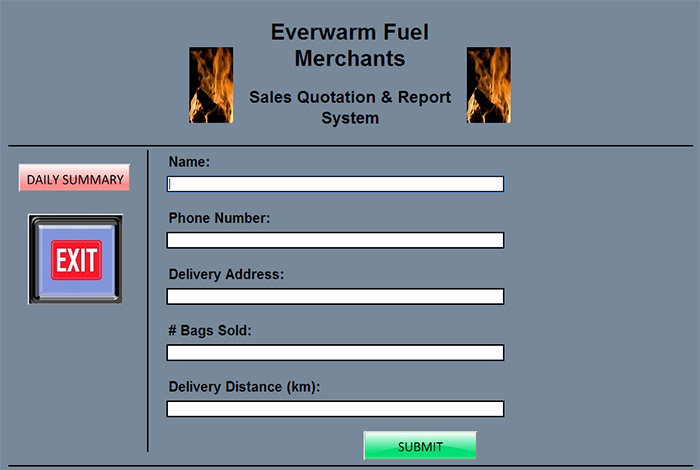 Everwarm Fuel
Merchants
Sales Quotation & Report
System
DAILY SUMMARY
EXIT
Name:
Phone Number:
Delivery Address:
# Bags Sold:
Delivery Distance (km):
SUBMIT